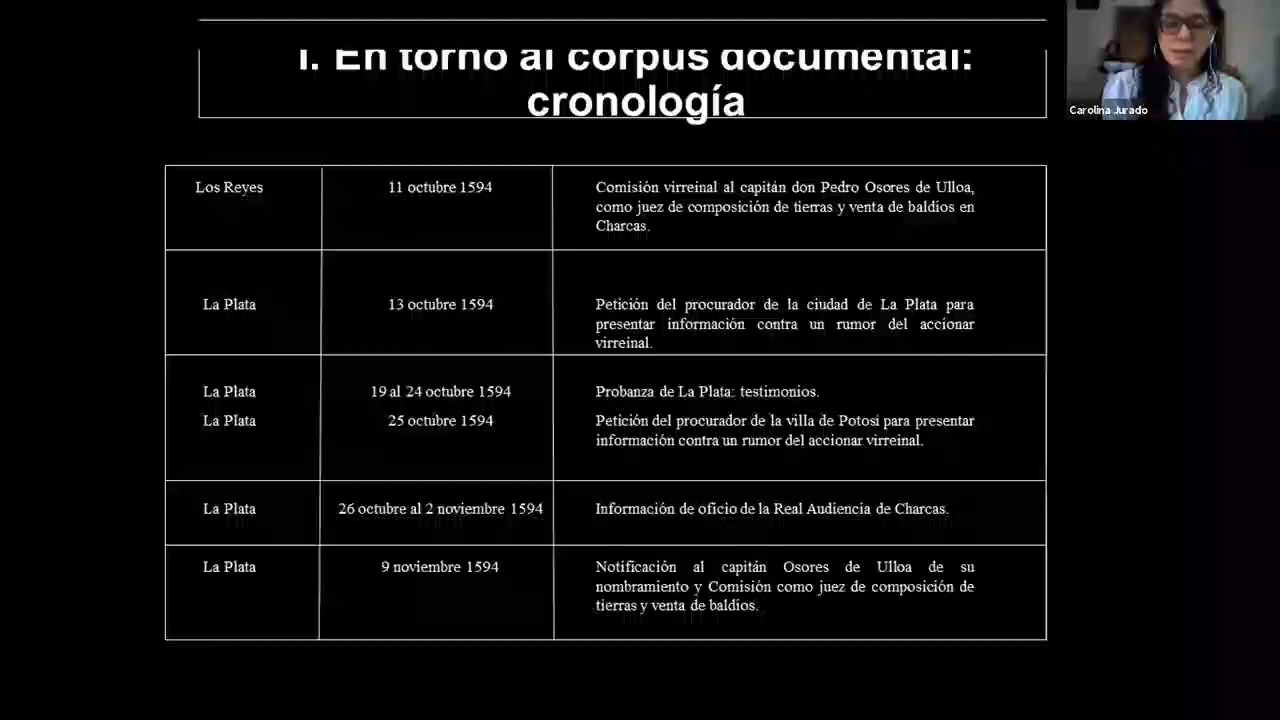 I. En torno al corpus documental:
cronología
Carolina Jurado
Los Reyes
11 octubre 1594
Comisión virreinal al capitán don Pedro Osores de Ulloa,
como juez de composición de tierras y venta de baldíos en
Charcas.
La Plata
13 octubre 1594
Petición del procurador de la ciudad de La Plata para
presentar información contra un rumor del accionar
virreinal.
La Plata
19 al 24 octubre 1594
Probanza de La Plata: testimonios.
La Plata
25 octubre 1594
Petición del procurador de la villa de Potosí para presentar
información contra un rumor del accionar virreinal.
La Plata
26 octubre al 2 noviembre 1594
Información de oficio de la Real Audiencia de Charcas.
La Plata
9 noviembre 1594
Notificación al capitán Osores de Ulloa de su
nombramiento y Comisión como juez de composición de
tierras y venta de baldíos.